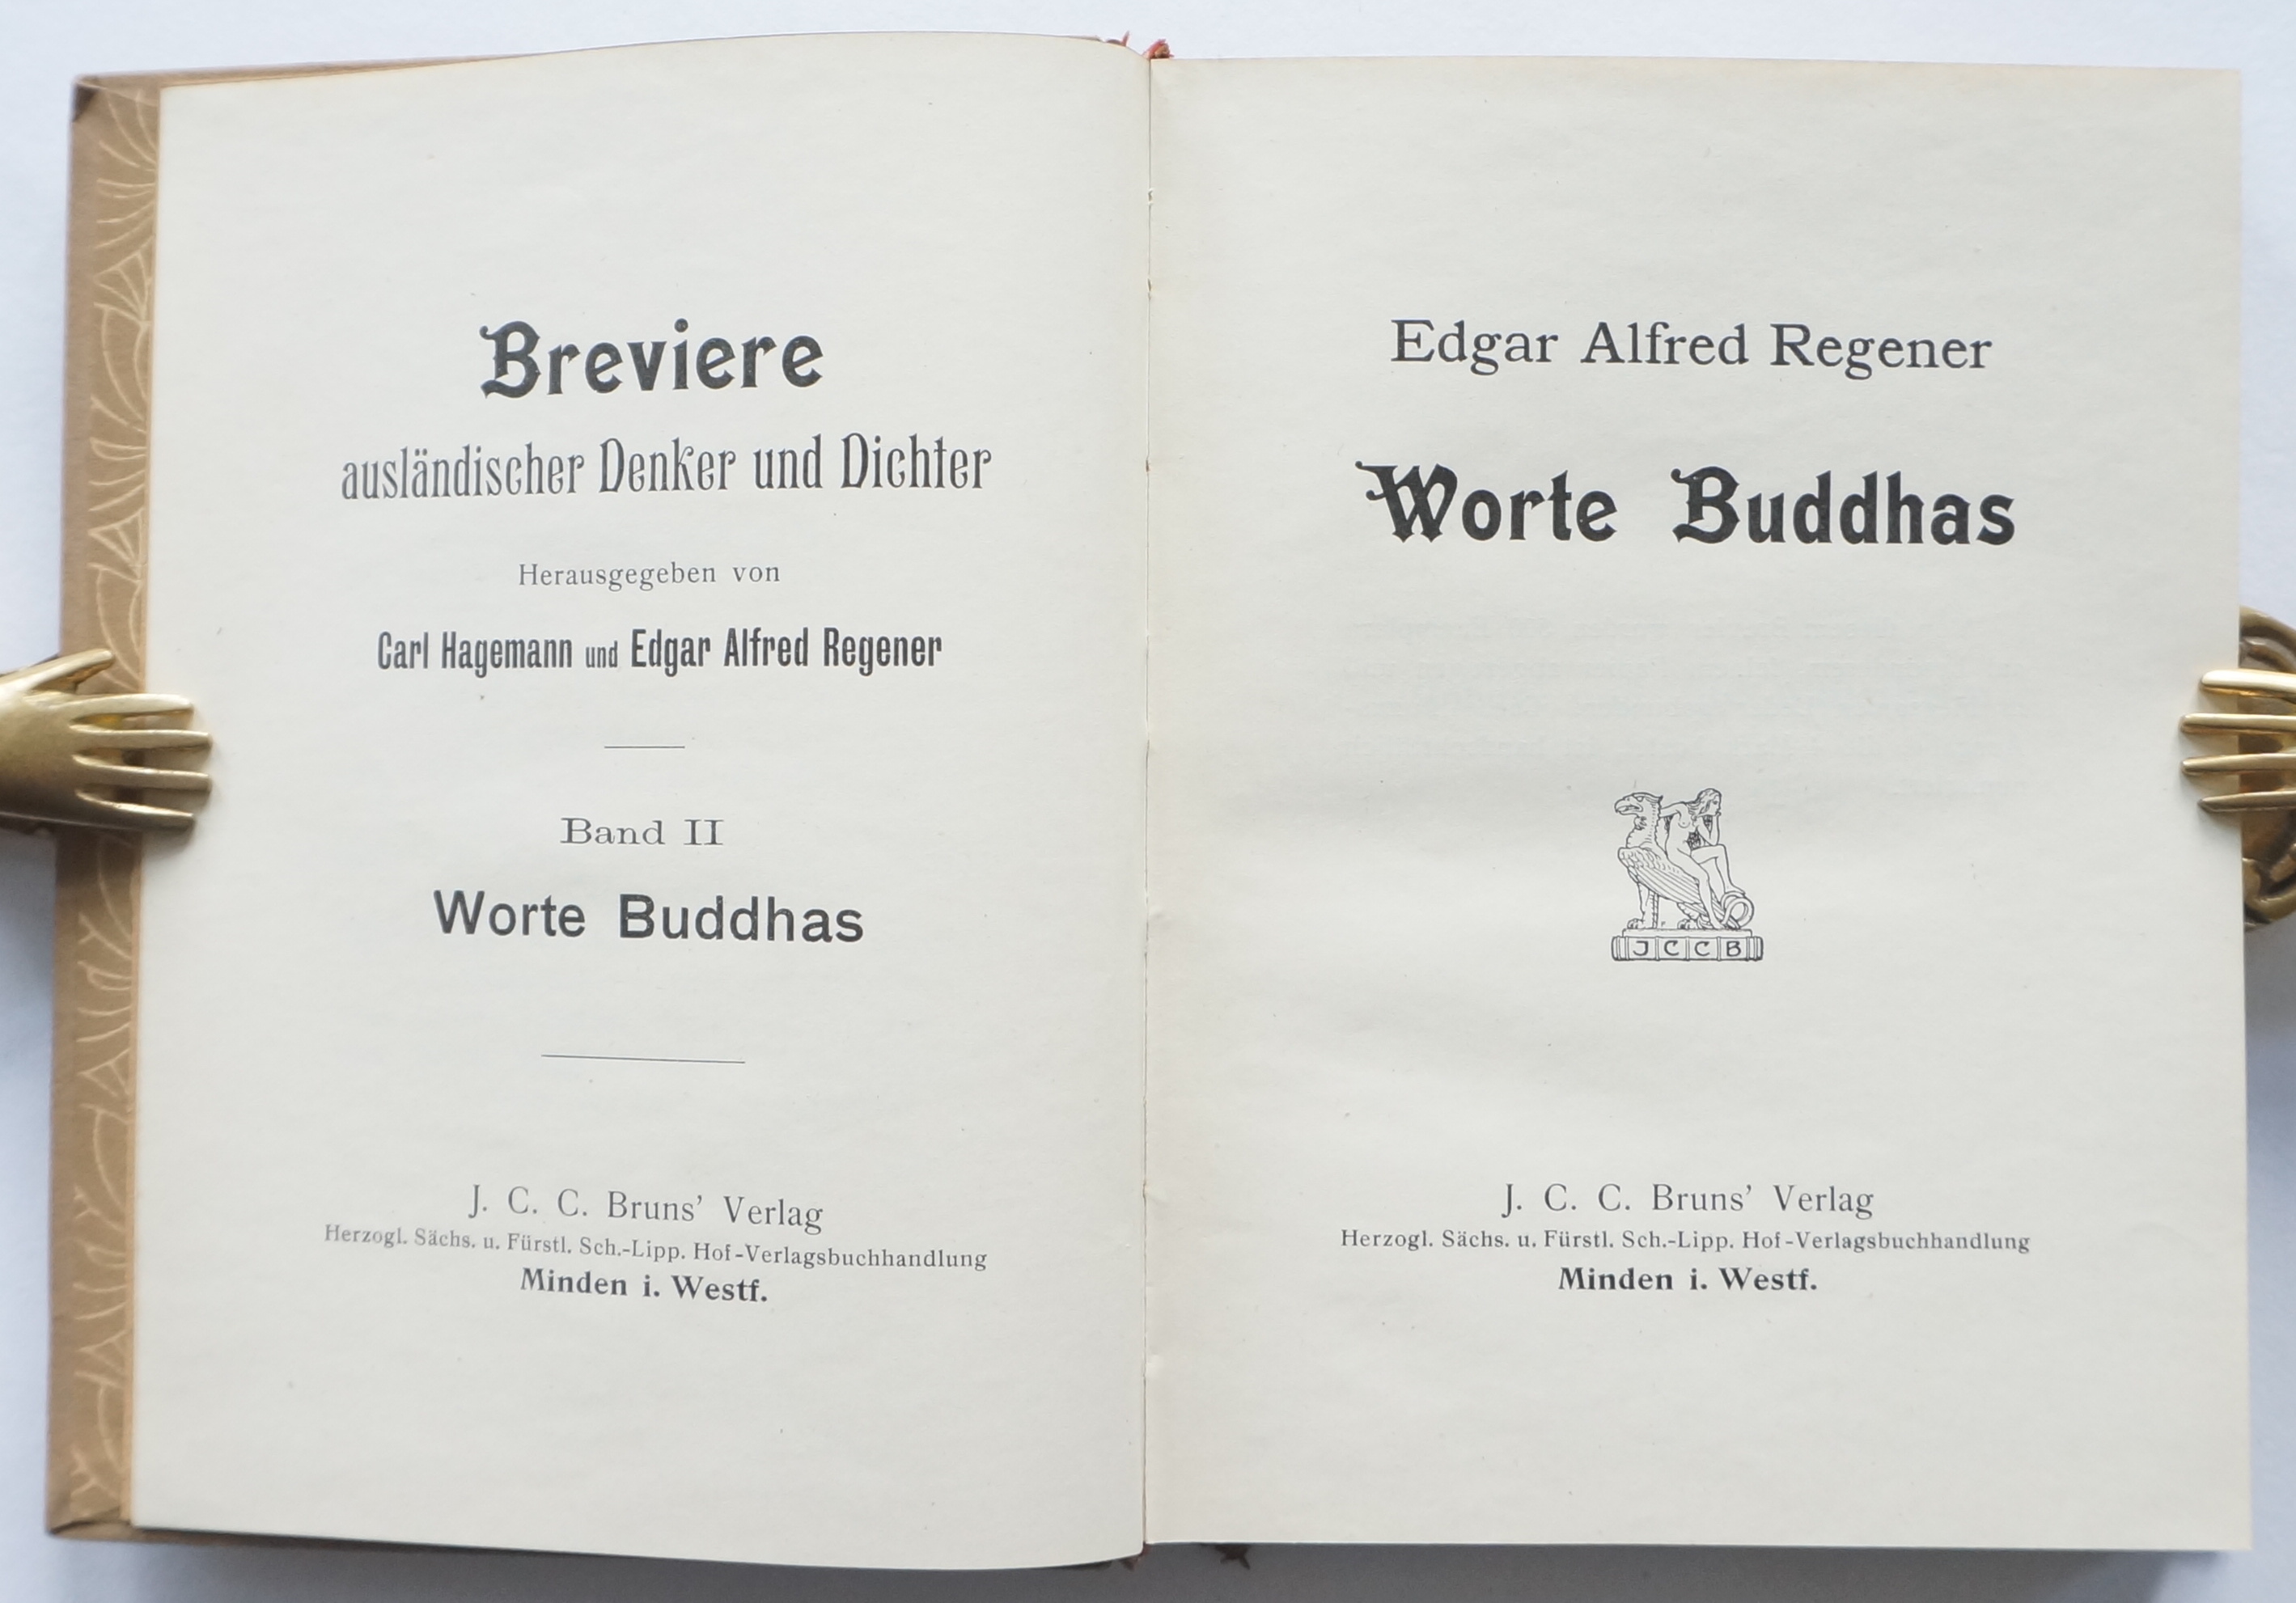 Breviere
ausländischer Denker und Dichter
Herausgegeben von
Carl Hagemann und Edgar Alfred Regener
Band II
Worte Buddhas
J. C. C. Bruns' Verlag
Herzogl. Sächs. u. Fürstl. Sch.-Lipp. Hof-Verlagsbuchhandlung
Minden i. Westf.
Edgar Alfred Regener
Worte Buddhas
J C C B
J. C. C. Bruns' Verlag
Herzogl. Sächs. u. Fürstl. Sch.-Lipp. Hof-Verlagsbuchhandlung
Minden i. Westf.